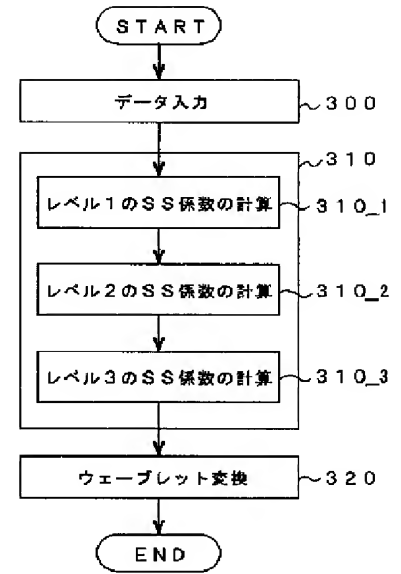 ＳＴＡＲＴ
データ入力
３００
３１０
レベル１のＳＳ係数の計算
３１０_１
レベル２のＳＳ係数の計算
３１０_２
レベル３のＳＳ係数の計算
３１０_３
ウェーブレット変換
３２０
ＥＮＤ